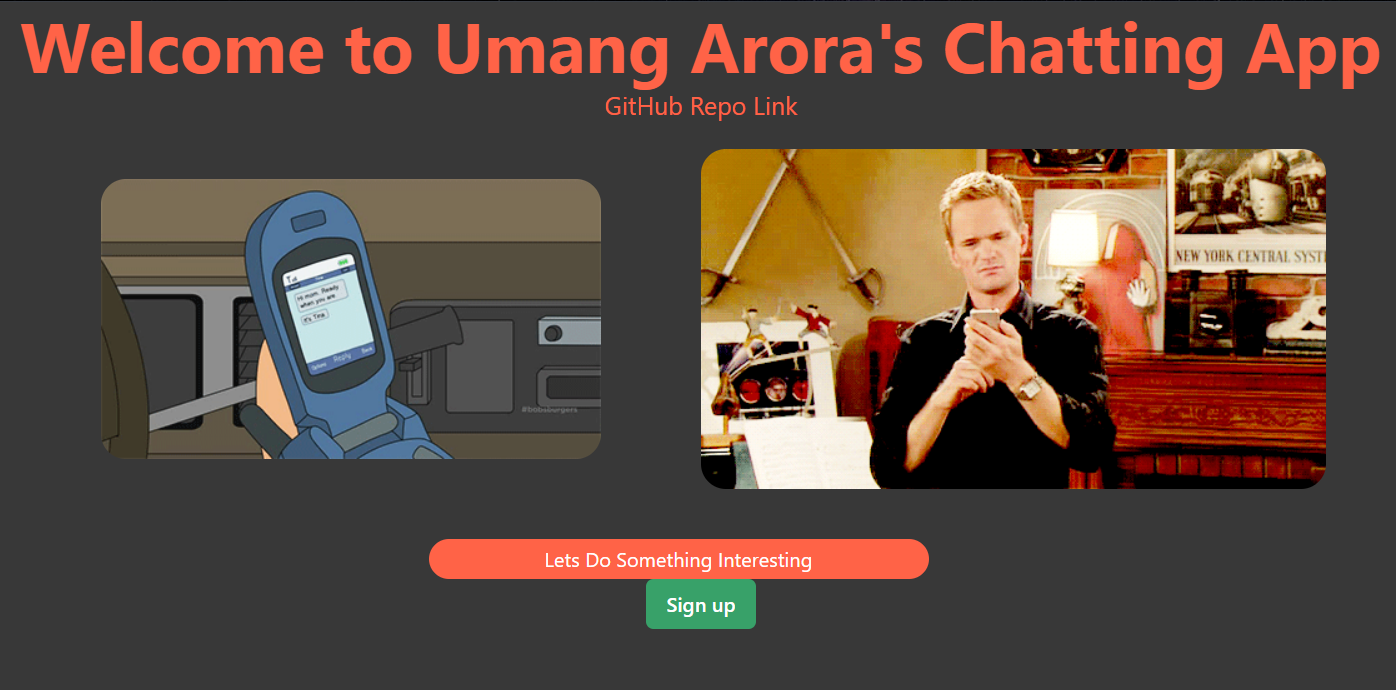 Welcome to Umang Arora's Chatting App
GitHub Repo Link
Hi mom. Ready
when you are.
It's Tina.
Options Reply Back
#bobsburgers
NEW YORK CENTRAL SYST
Lets Do Something Interesting
Sign up